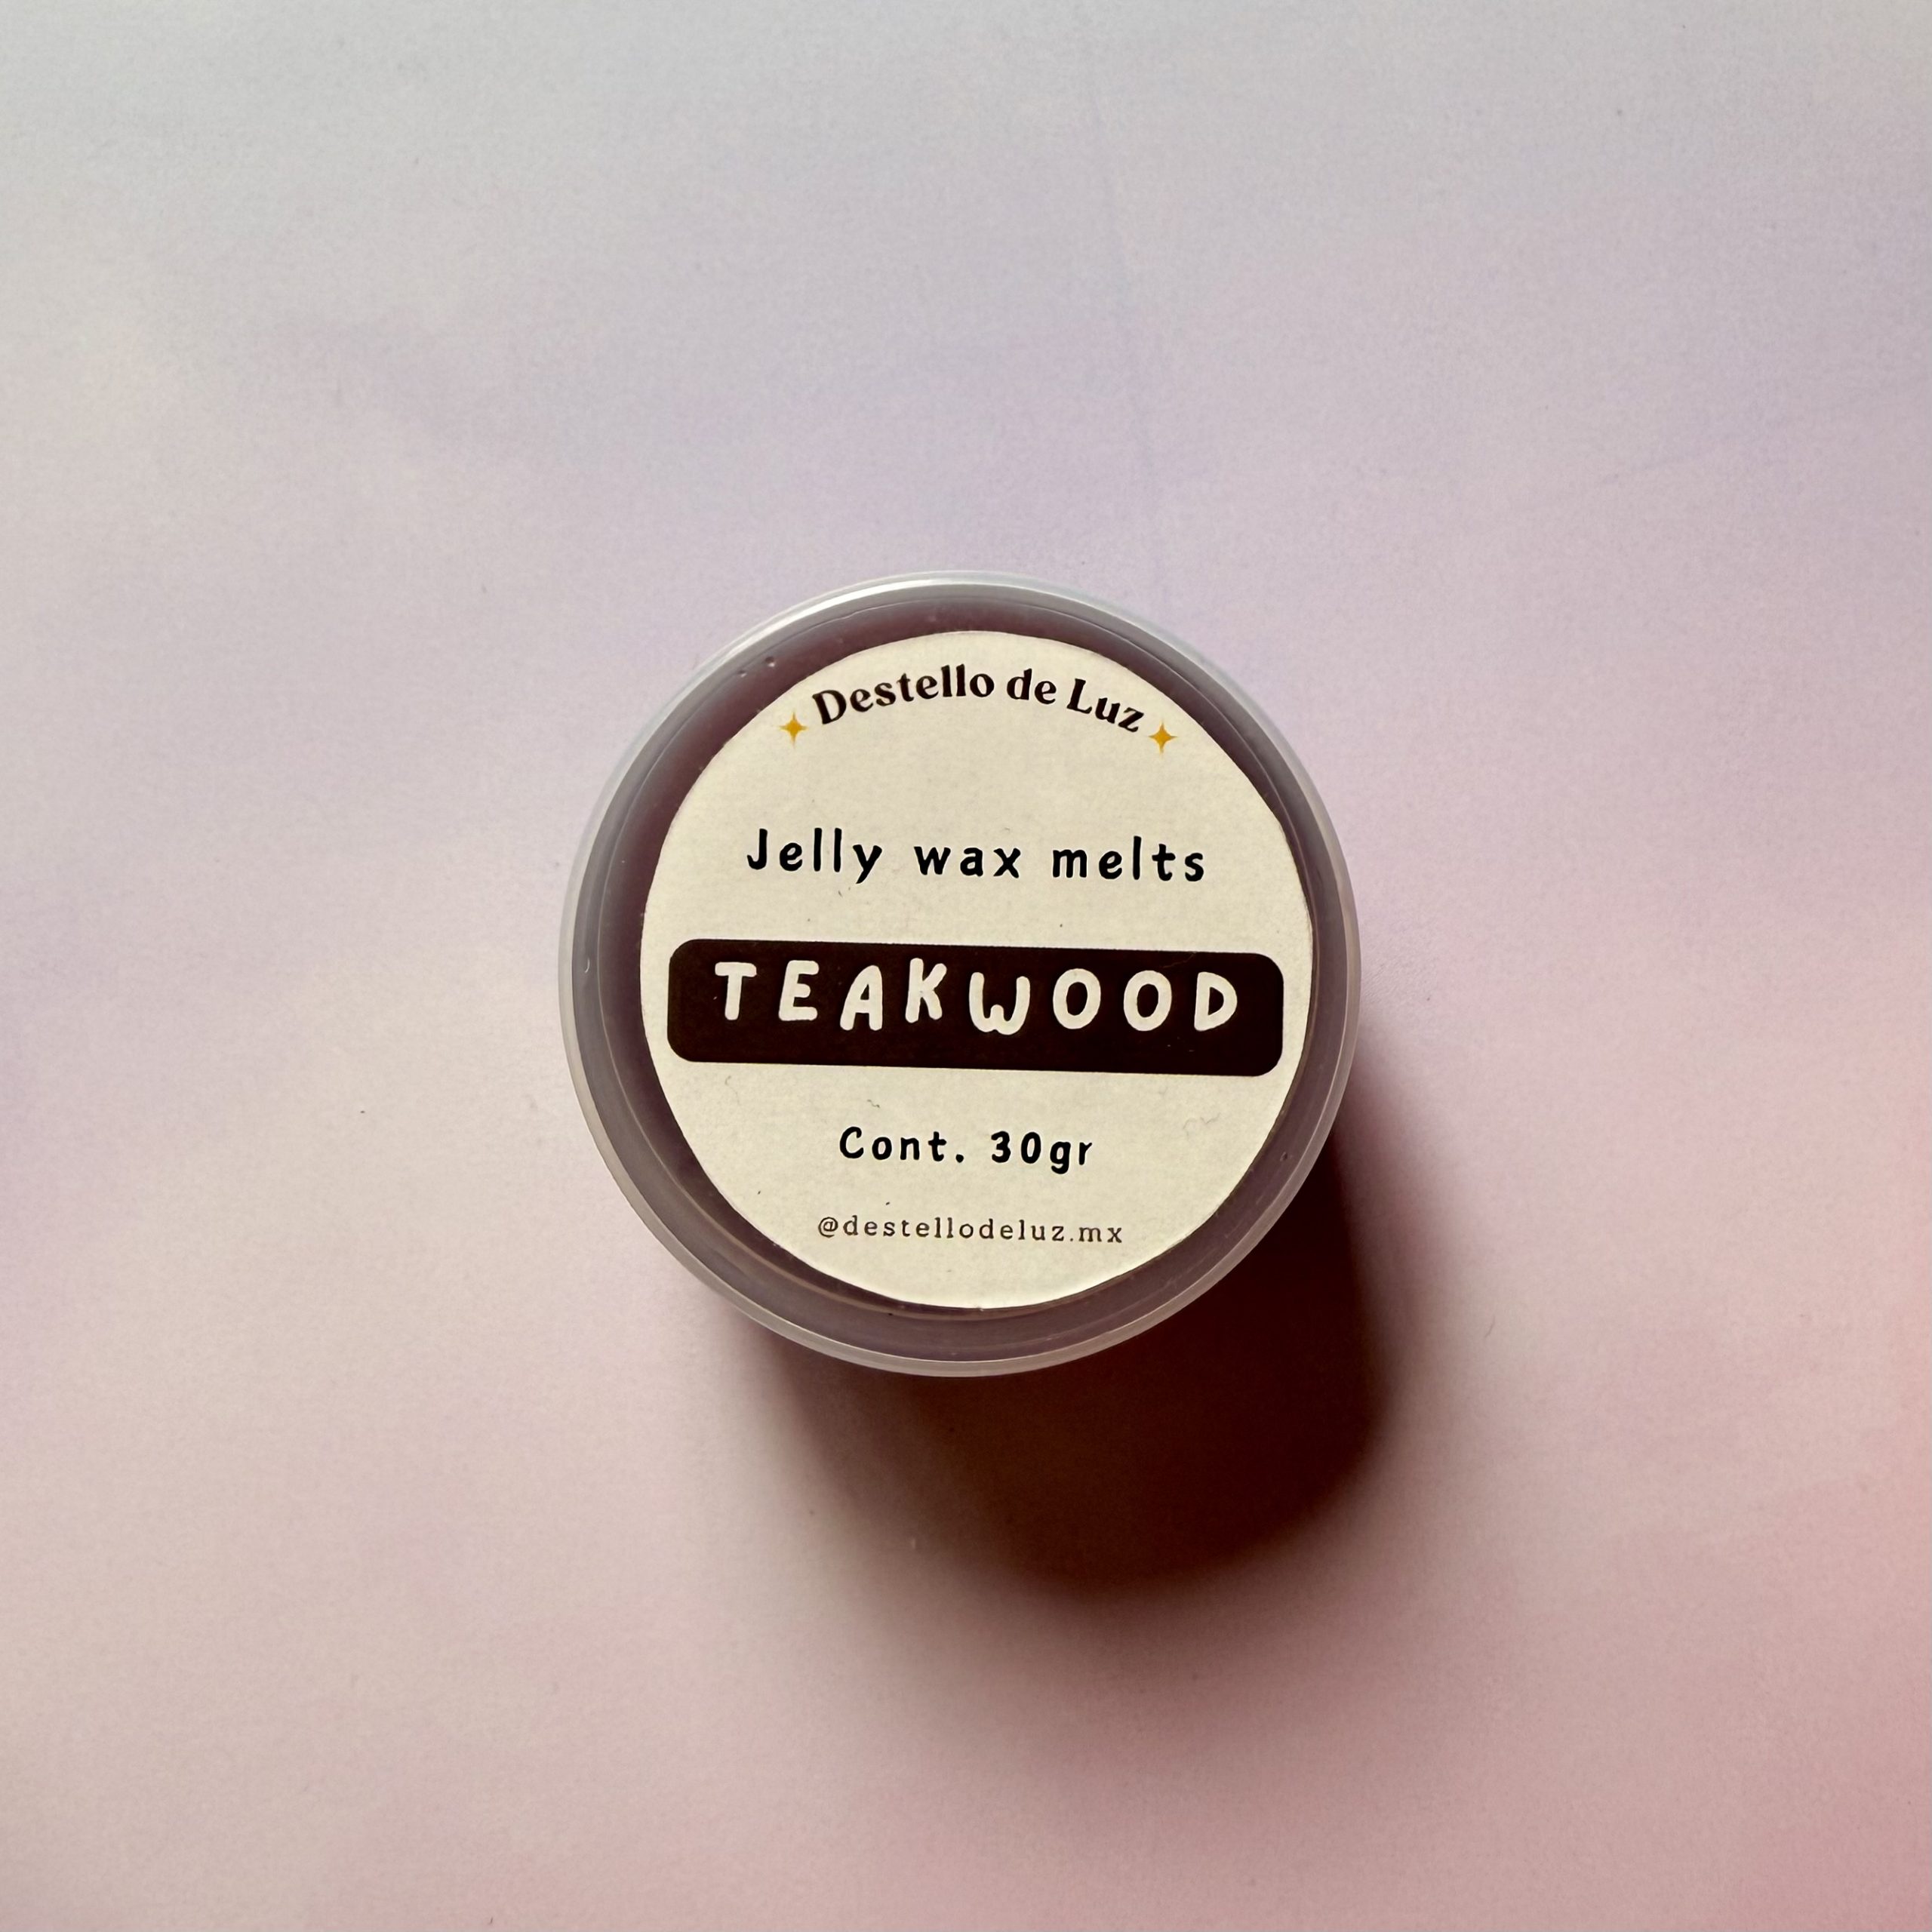 Destello de Luz
Jelly wax melts
TEAKWOOD
Cont. 30gr
@destellodeluz.mx